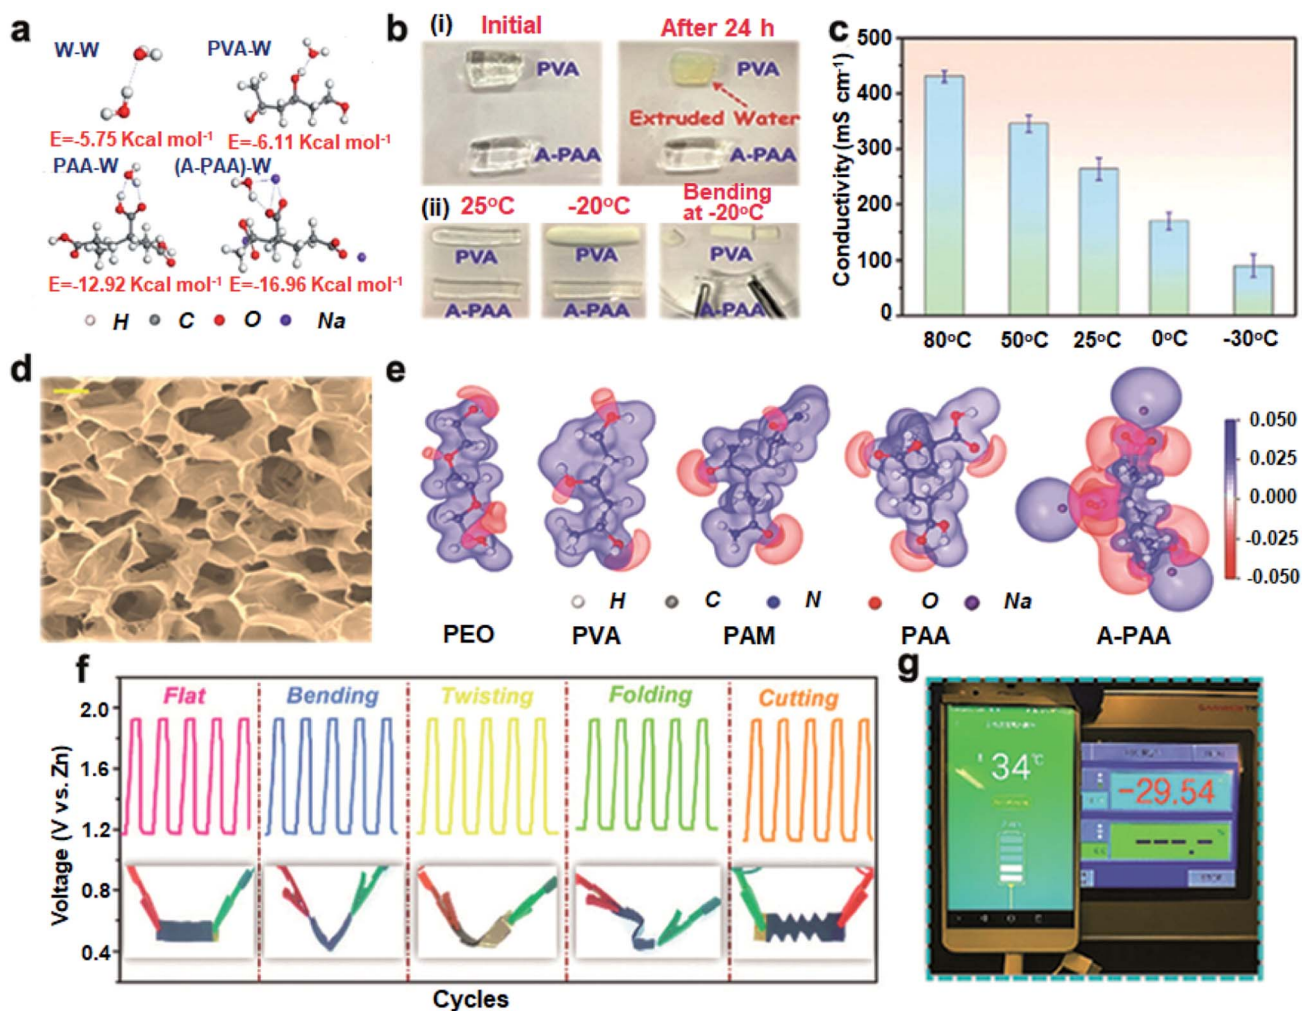 a
W-W
PVA-W
E=-5.75 Kcal mol⁻¹
E=-6.11 Kcal mol⁻¹
PAA-W
(A-PAA)-W
E=-12.92 Kcal mol⁻¹
E=-16.96 Kcal mol⁻¹
H C O Na
b
(i)
Initial
After 24 h
PVA
PVA
Extruded Water
A-PAA
A-PAA
(ii)
25°C
-20°C
Bending
at -20°C
PVA
PVA
PVA
A-PAA
A-PAA
A-PAA
c
Conductivity (mS cm⁻¹)
500
400
300
200
100
0
80°C 50°C 25°C 0°C -30°C
d
e
0.050
0.025
0.000
-0.025
-0.050
H C N O Na
PEO PVA PAM PAA A-PAA
f
Voltage (V vs. Zn)
2.0
1.6
1.2
0.8
0.4
Flat Bending Twisting Folding Cutting
Cycles
g
34°C
-29.54
STOP